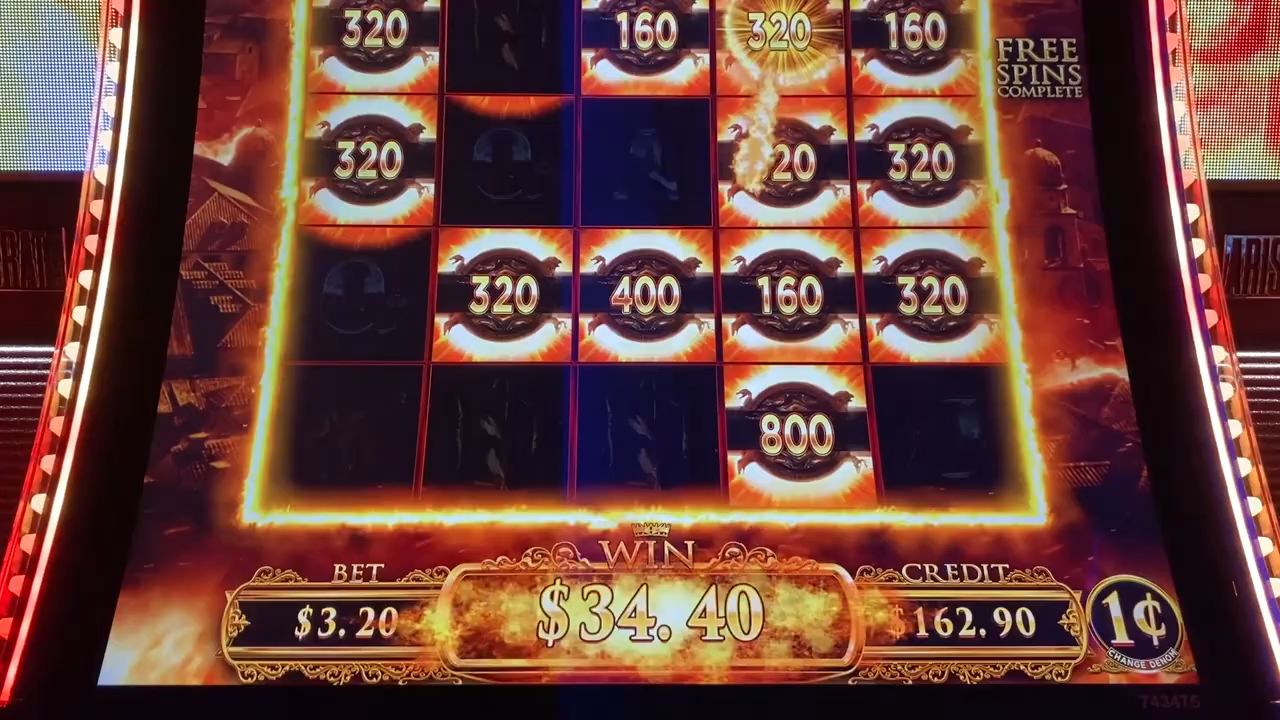 320 160 320 160
FREE
SPINS
COMPLETE
320 20 320
320 400 160 320
800
WIN
BET CREDIT
$3.20 $34.40 $162.90 1¢
CHANGE DENOM
743475